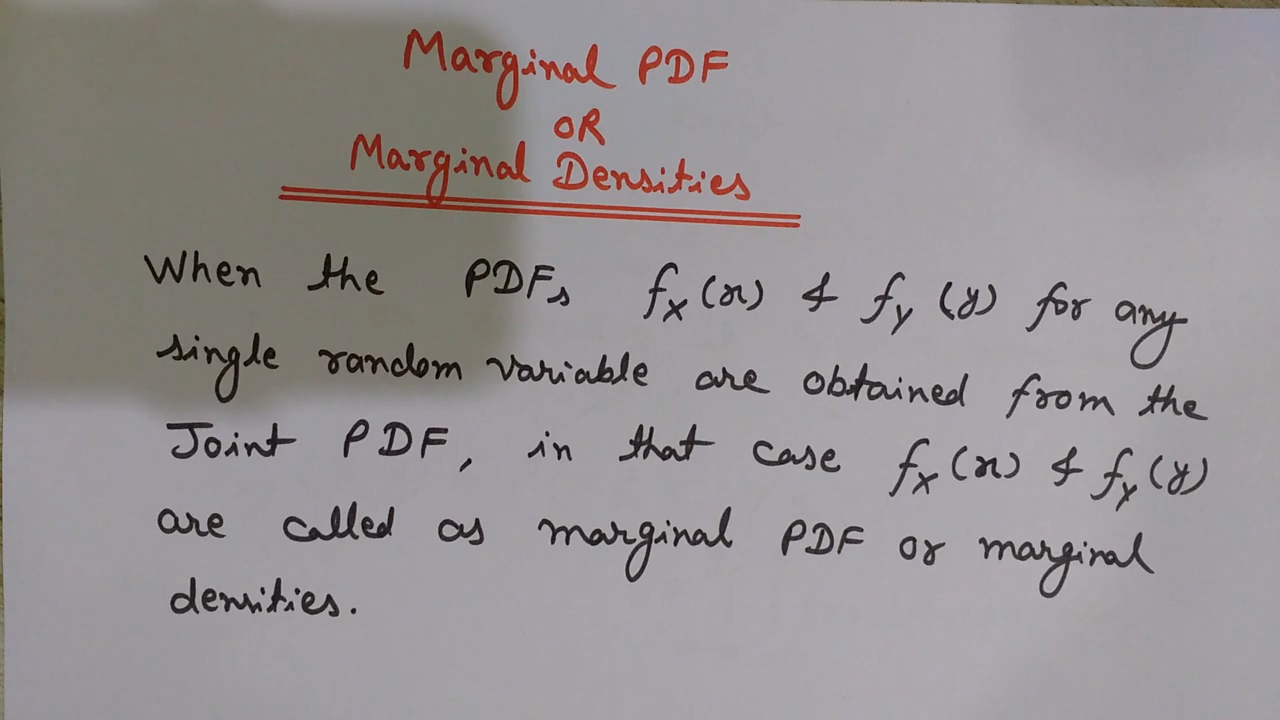 Marginal PDF
OR
Marginal Densities
When the PDFs fx (x) & fy (y) for any
single random variable are obtained from the
Joint PDF, in that case fx (x) & fy (y)
are called as marginal PDF or marginal
densities.